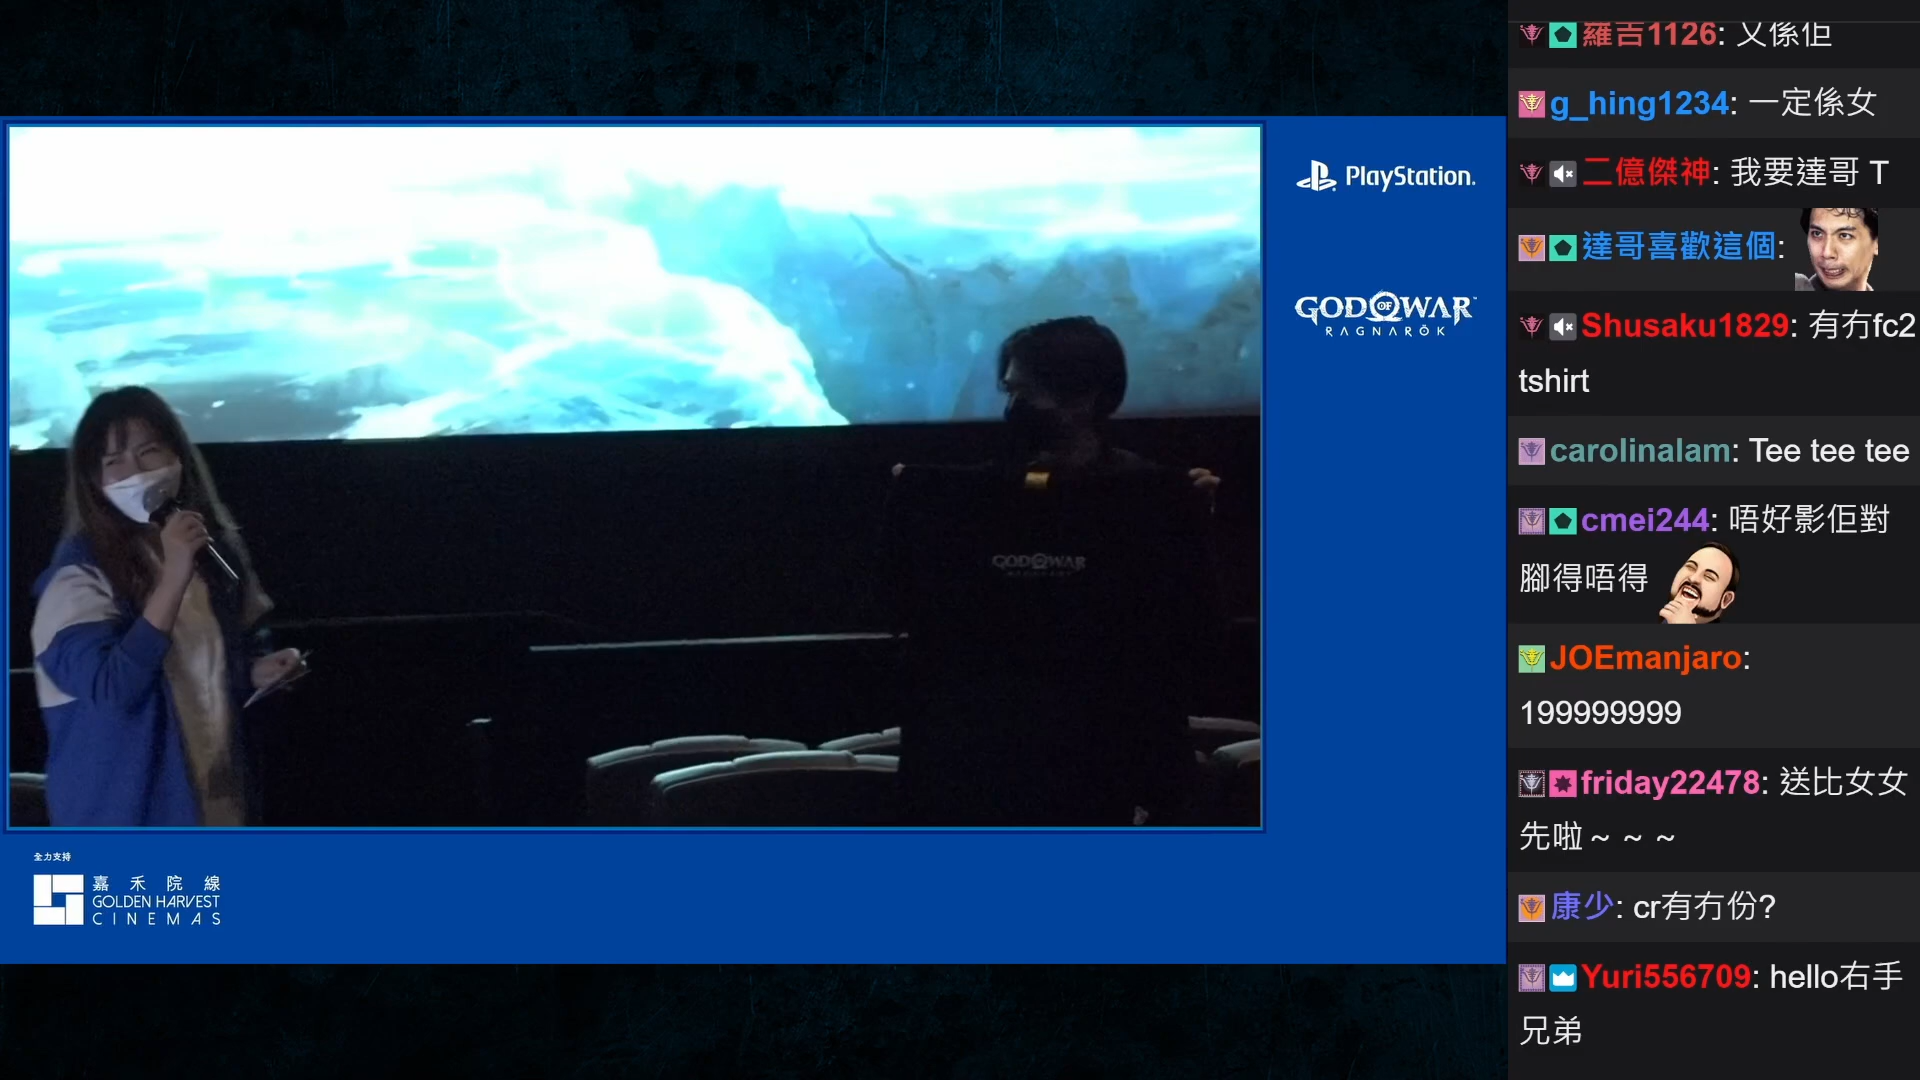 PlayStation.
GOD OF WAR
RAGNARÖK
GOD OF WAR
全力支持
嘉禾院線
GOLDEN HARVEST
CINEMAS
羅吉1126: 又係佢
g_hing1234: 一定係女
二億傑神: 我要達哥 T
達哥喜歡這個:
Shusaku1829: 有冇fc2
tshirt
carolinalam: Tee tee tee
cmei244: 唔好影佢對
腳得唔得
JOEmanjaro:
199999999
friday22478: 送比女女
先啦～～～
康少: cr有冇份?
Yuri556709: hello右手
兄弟